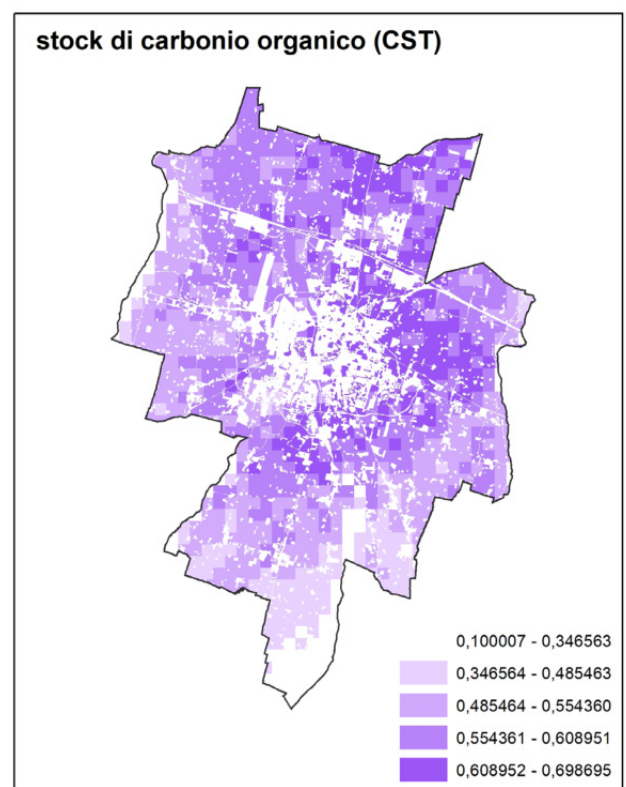 stock di carbonio organico (CST)
0,100007 - 0,346563
0,346564 - 0,485463
0,485464 - 0,554360
0,554361 - 0,608951
0,608952 - 0,698695